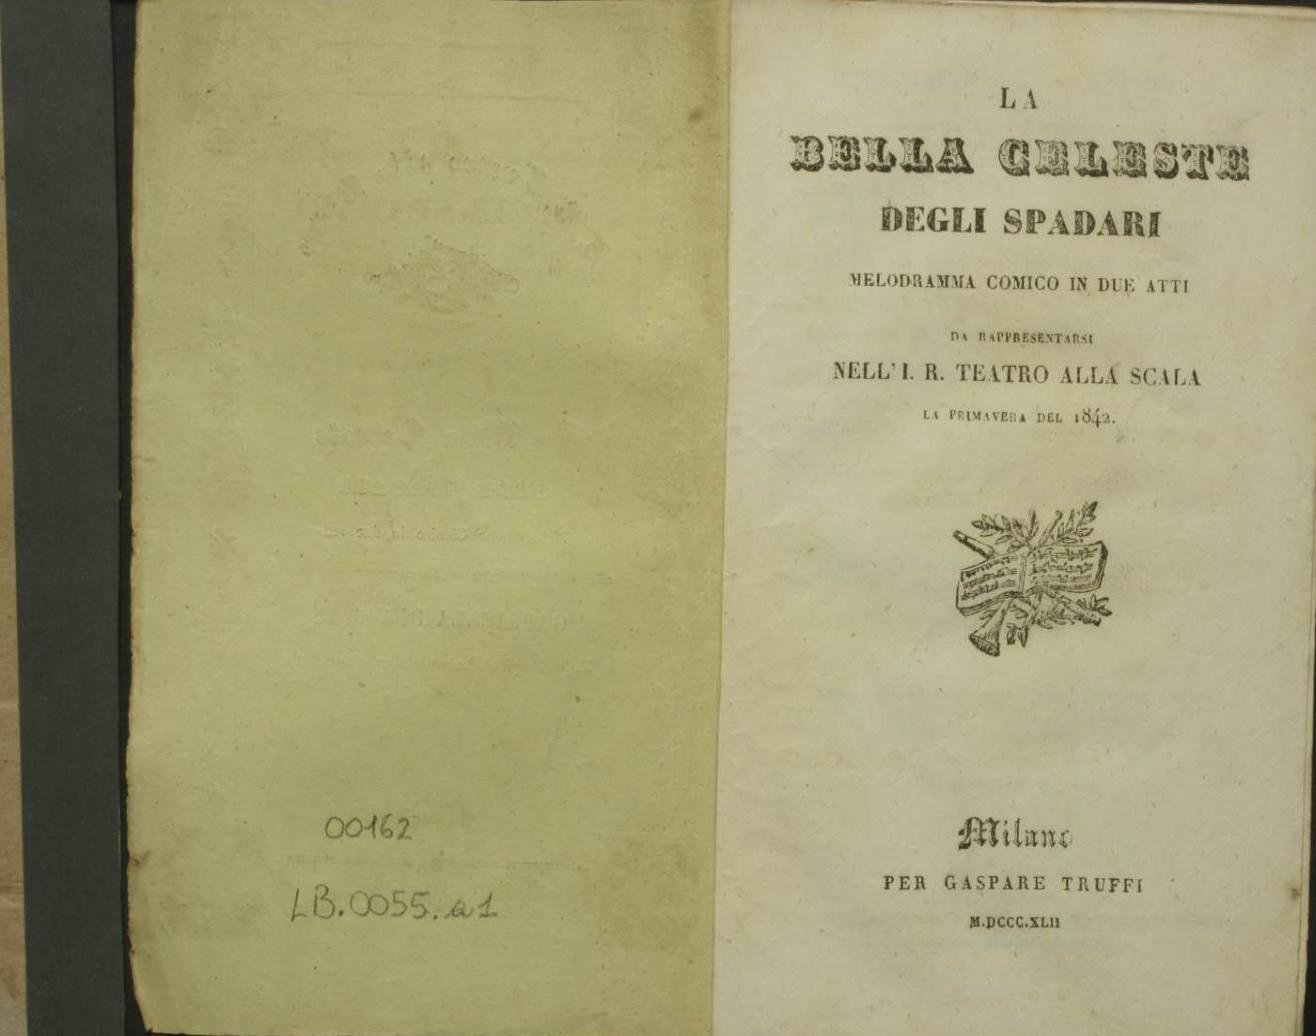 00162
LB.0055.a1
LA
BELLA CELESTE
DEGLI SPADARI
MELODRAMMA COMICO IN DUE ATTI
DA RAPPRESENTARSI
NELL' I. R. TEATRO ALLA SCALA
LA PRIMAVERA DEL 1842.
Milano
PER GASPARE TRUFFI
M.DCCC.XLII